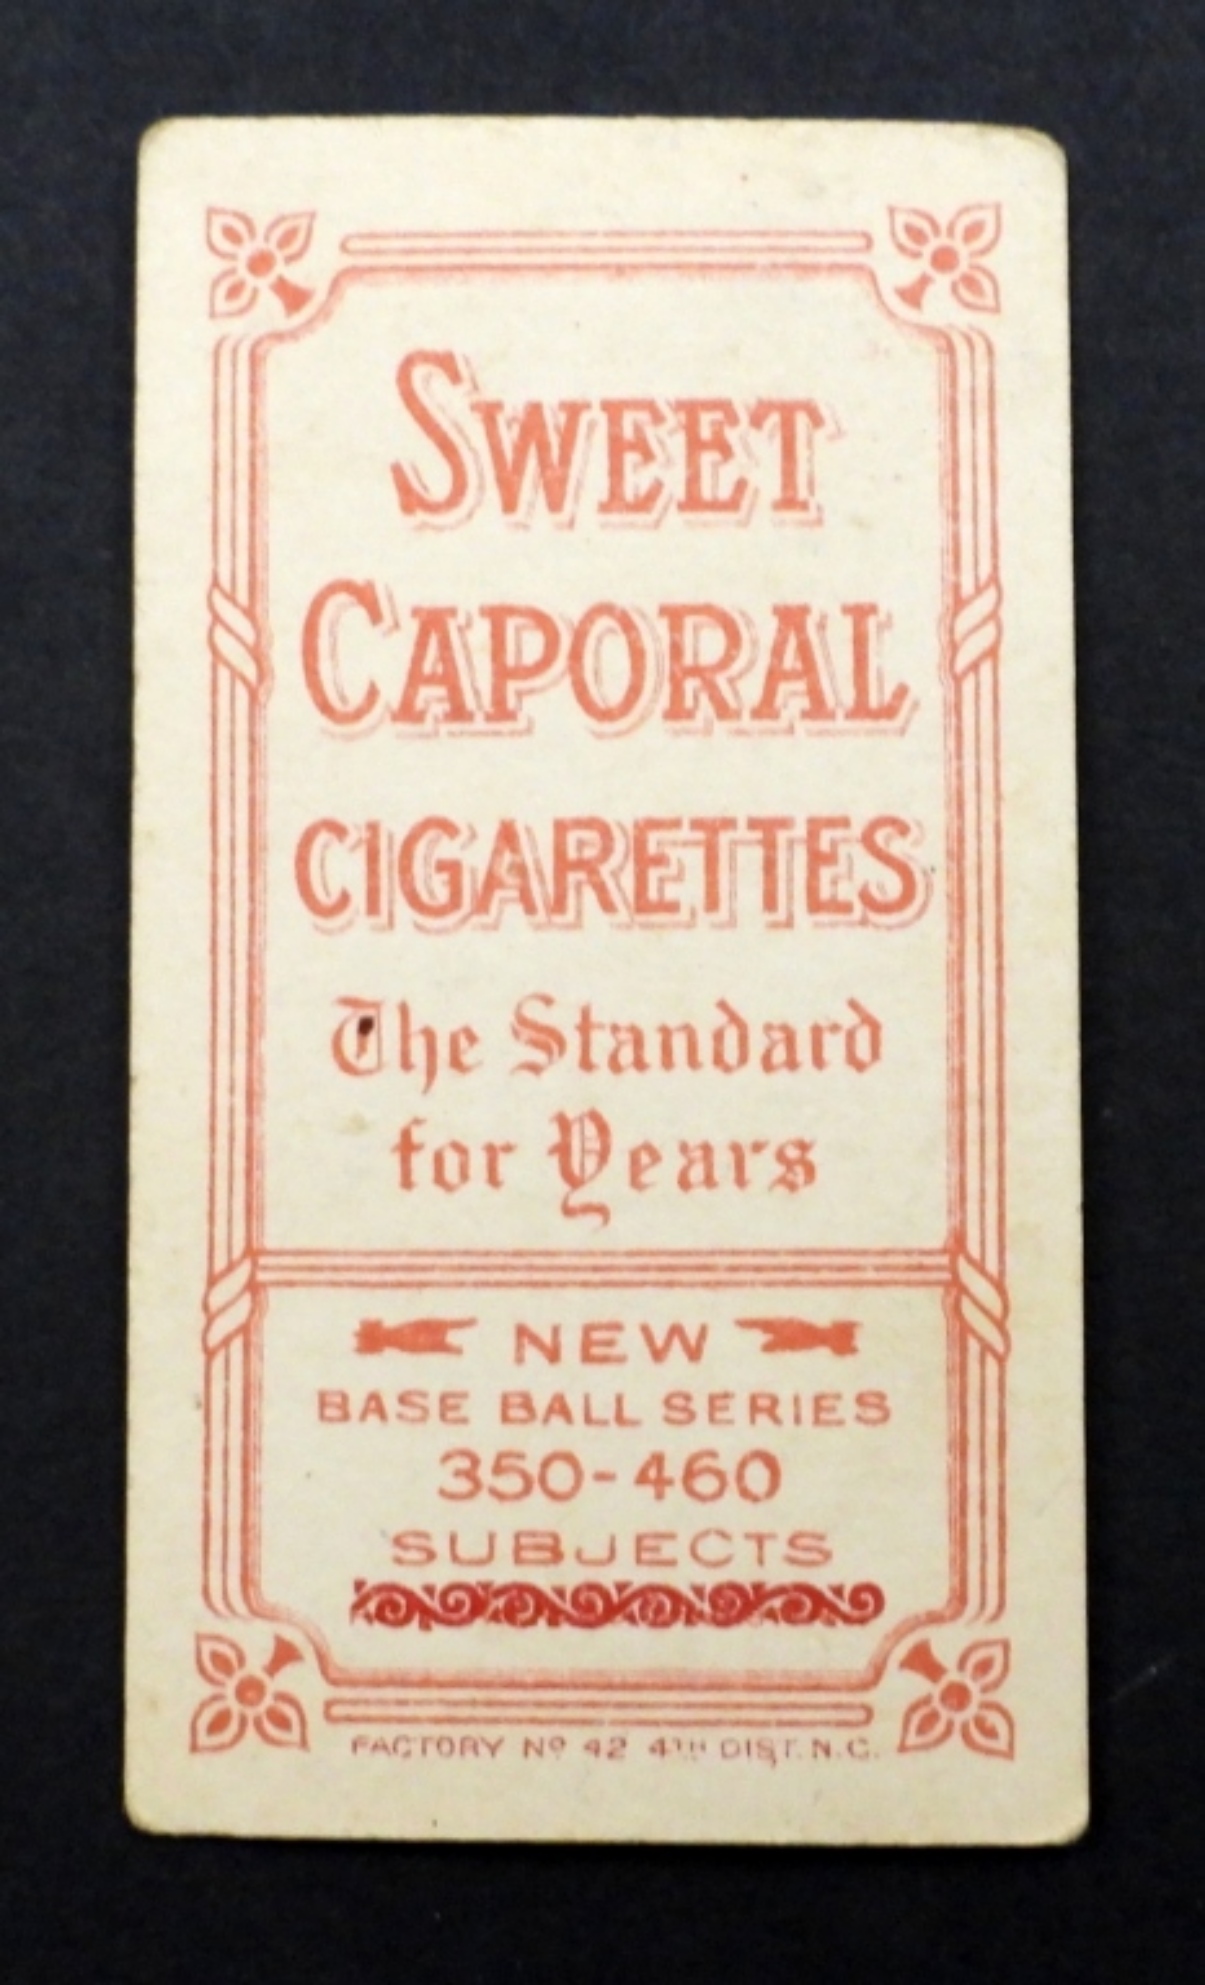 SWEET
CAPORAL
CIGARETTES
The Standard
for Years
NEW
BASE BALL SERIES
350-460
SUBJECTS
FACTORY Nº 42 4TH DIST. N.C.